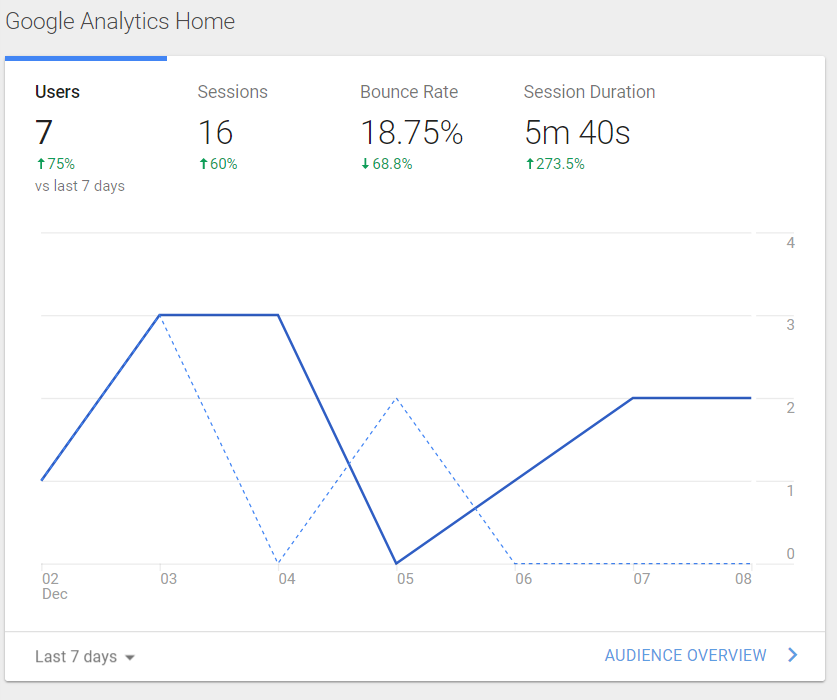 Google Analytics Home
Users Sessions Bounce Rate Session Duration
7 16 18.75% 5m 40s
↑75% ↑60% ↓68.8% ↑273.5%
vs last 7 days
4
3
2
1
0
02 03 04 05 06 07 08
Dec
Last 7 days AUDIENCE OVERVIEW